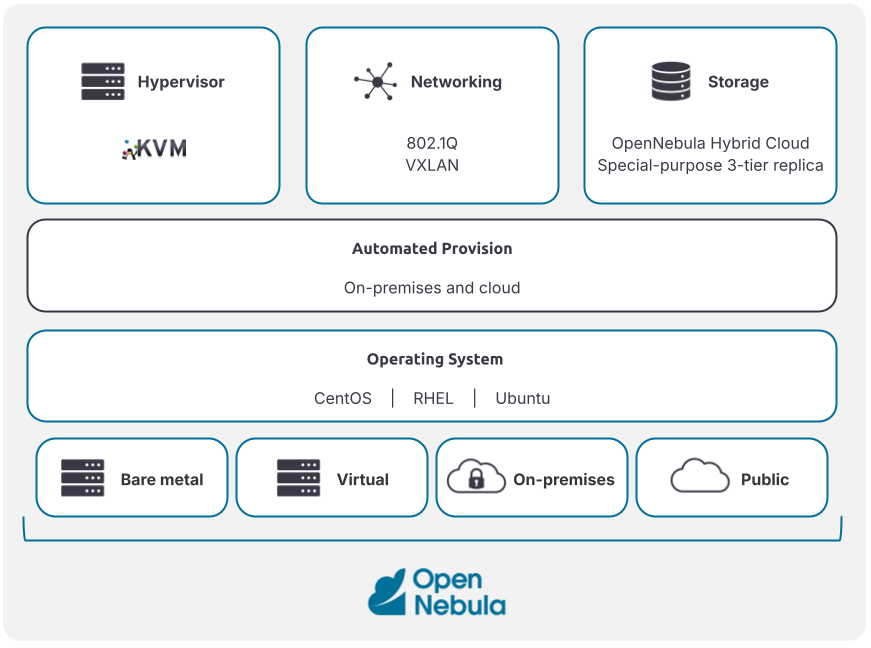 Hypervisor
KVM
Networking
802.1Q
VXLAN
Storage
OpenNebula Hybrid Cloud
Special-purpose 3-tier replica
Automated Provision
On-premises and cloud
Operating System
CentOS | RHEL | Ubuntu
Bare metal
Virtual
On-premises
Public
Open
Nebula